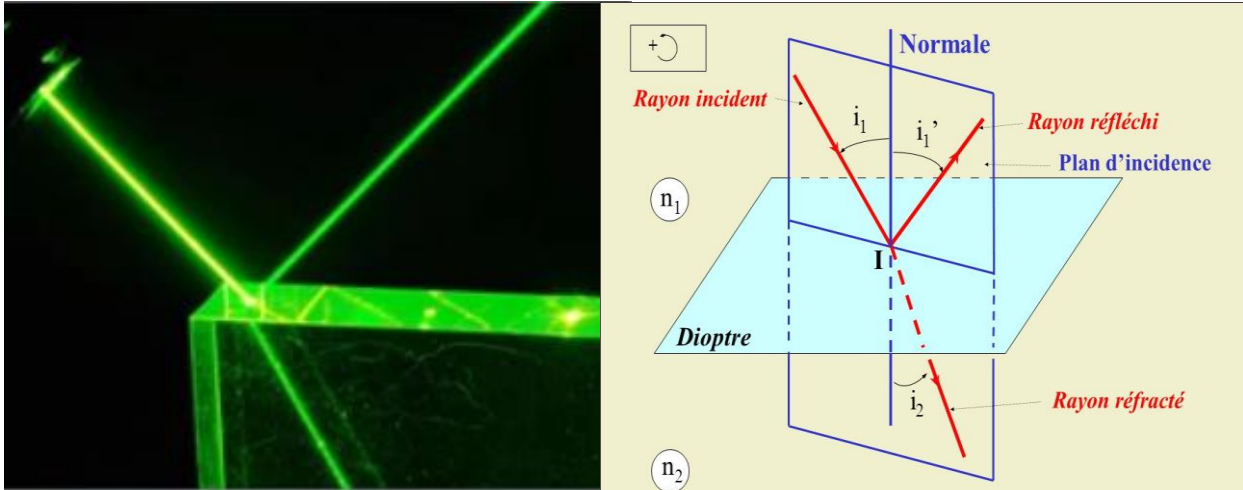 +
Normale
Rayon incident
i₁
i₁'
Rayon réfléchi
Plan d'incidence
n₁
I
Dioptre
i₂
Rayon réfracté
n₂